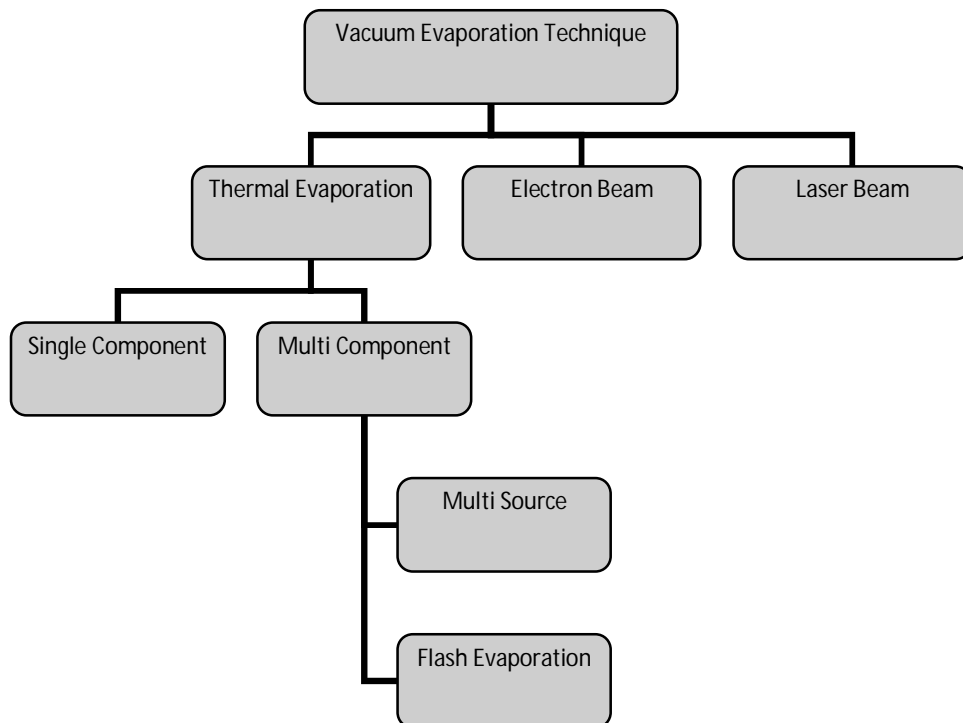 Vacuum Evaporation Technique
Thermal Evaporation
Electron Beam
Laser Beam
Single Component
Multi Component
Multi Source
Flash Evaporation